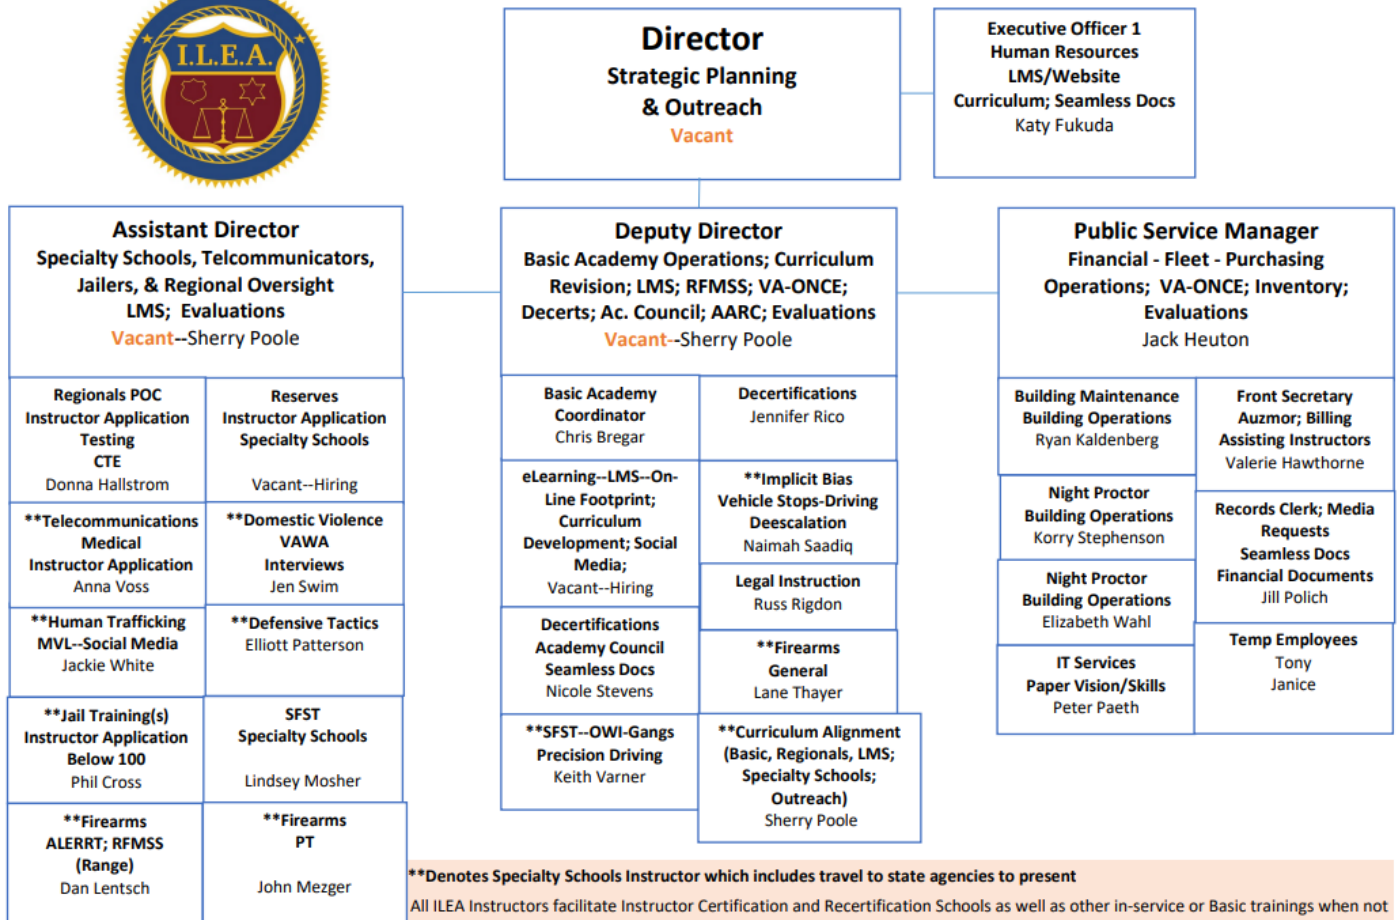 I.L.E.A.
Director
Strategic Planning
& Outreach
Vacant
Executive Officer 1
Human Resources
LMS/Website
Curriculum; Seamless Docs
Katy Fukuda
Assistant Director
Specialty Schools, Telcommunicators,
Jailers, & Regional Oversight
LMS;  Evaluations
Vacant--Sherry Poole
Regionals POC
Instructor Application
Testing
CTE
Donna Hallstrom
Reserves
Instructor Application
Specialty Schools
Vacant--Hiring
**Telecommunications
Medical
Instructor Application
Anna Voss
**Domestic Violence
VAWA
Interviews
Jen Swim
**Human Trafficking
MVL--Social Media
Jackie White
**Defensive Tactics
Elliott Patterson
**Jail Training(s)
Instructor Application
Below 100
Phil Cross
SFST
Specialty Schools
Lindsey Mosher
**Firearms
ALERRT; RFMSS
(Range)
Dan Lentsch
**Firearms
PT
John Mezger
Deputy Director
Basic Academy Operations; Curriculum
Revision; LMS; RFMSS; VA-ONCE;
Decerts; Ac. Council; AARC; Evaluations
Vacant--Sherry Poole
Basic Academy
Coordinator
Chris Bregar
Decertifications
Jennifer Rico
eLearning--LMS--On-
Line Footprint;
Curriculum
Development; Social
Media;
Vacant--Hiring
**Implicit Bias
Vehicle Stops-Driving
Deescalation
Naimah Saadiq
Legal Instruction
Russ Rigdon
Decertifications
Academy Council
Seamless Docs
Nicole Stevens
**Firearms
General
Lane Thayer
**SFST--OWI-Gangs
Precision Driving
Keith Varner
**Curriculum Alignment
(Basic, Regionals, LMS;
Specialty Schools;
Outreach)
Sherry Poole
Public Service Manager
Financial - Fleet - Purchasing
Operations;  VA-ONCE; Inventory;
Evaluations
Jack Heuton
Building Maintenance
Building Operations
Ryan Kaldenberg
Front Secretary
Auzmor; Billing
Assisting Instructors
Valerie Hawthorne
Night Proctor
Building Operations
Korry Stephenson
Records Clerk; Media
Requests
Seamless Docs
Financial Documents
Jill Polich
Night Proctor
Building Operations
Elizabeth Wahl
IT Services
Paper Vision/Skills
Peter Paeth
Temp Employees
Tony
Janice
**Denotes Specialty Schools Instructor which includes travel to state agencies to present
All ILEA Instructors facilitate Instructor Certification and Recertification Schools as well as other in-service or Basic trainings when not